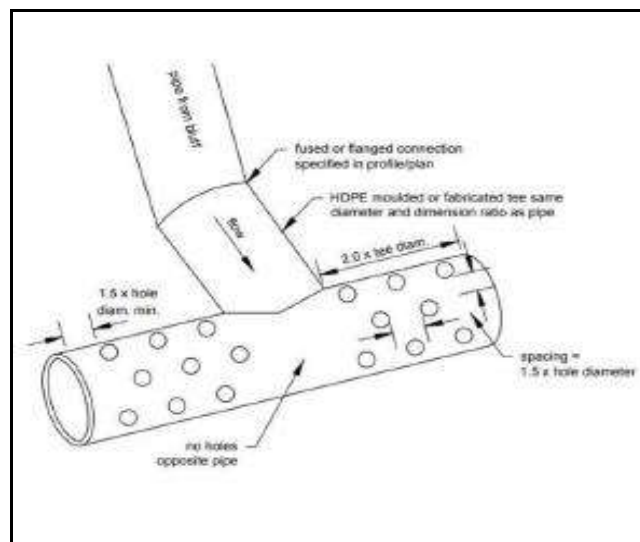 pipe from bluff
fused or flanged connection
specified in profile/plan
HDPE moulded or fabricated tee same
diameter and dimension ratio as pipe
flow
2.0 x tee diam.
1.5 x hole
diam. min.
spacing =
1.5 x hole diameter
no holes
opposite pipe